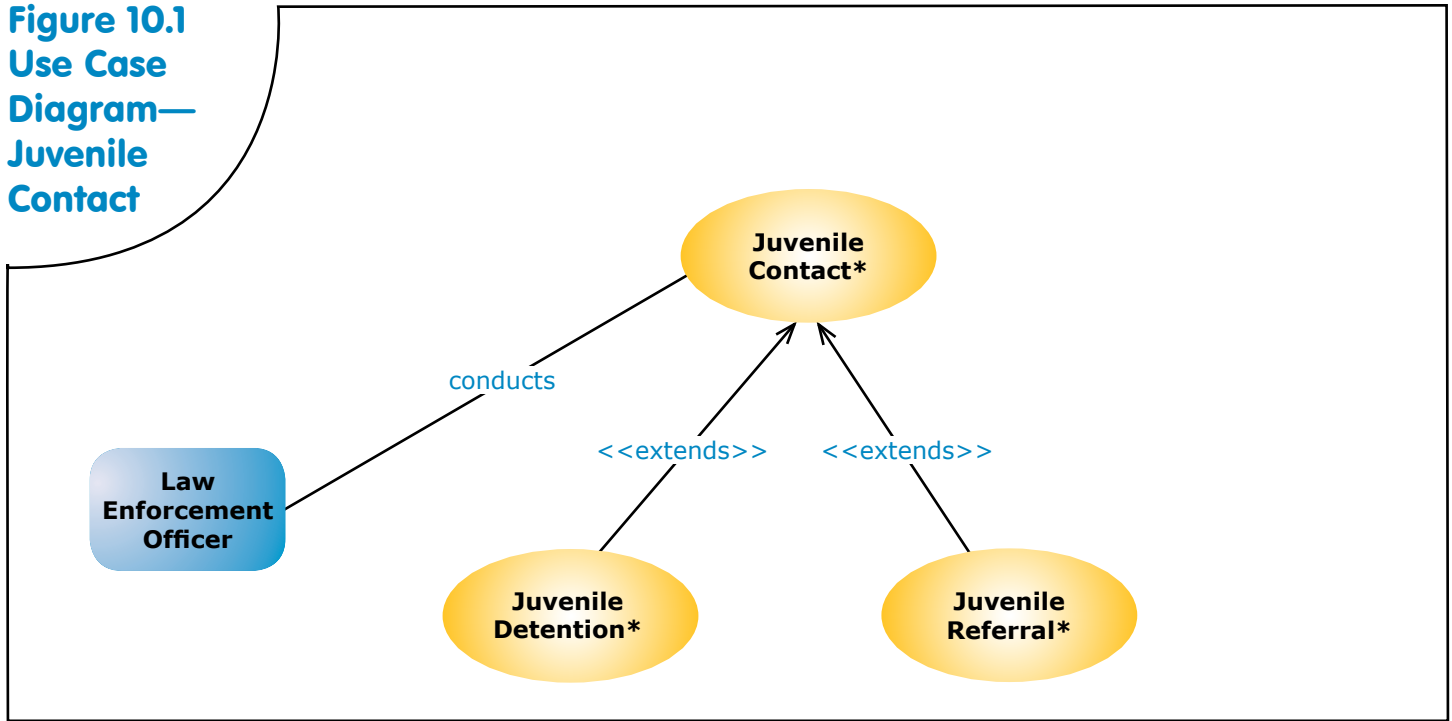 Figure 10.1
Use Case
Diagram—
Juvenile
Contact
Juvenile
Contact*
conducts
<<extends>>
<<extends>>
Law
Enforcement
Officer
Juvenile
Detention*
Juvenile
Referral*